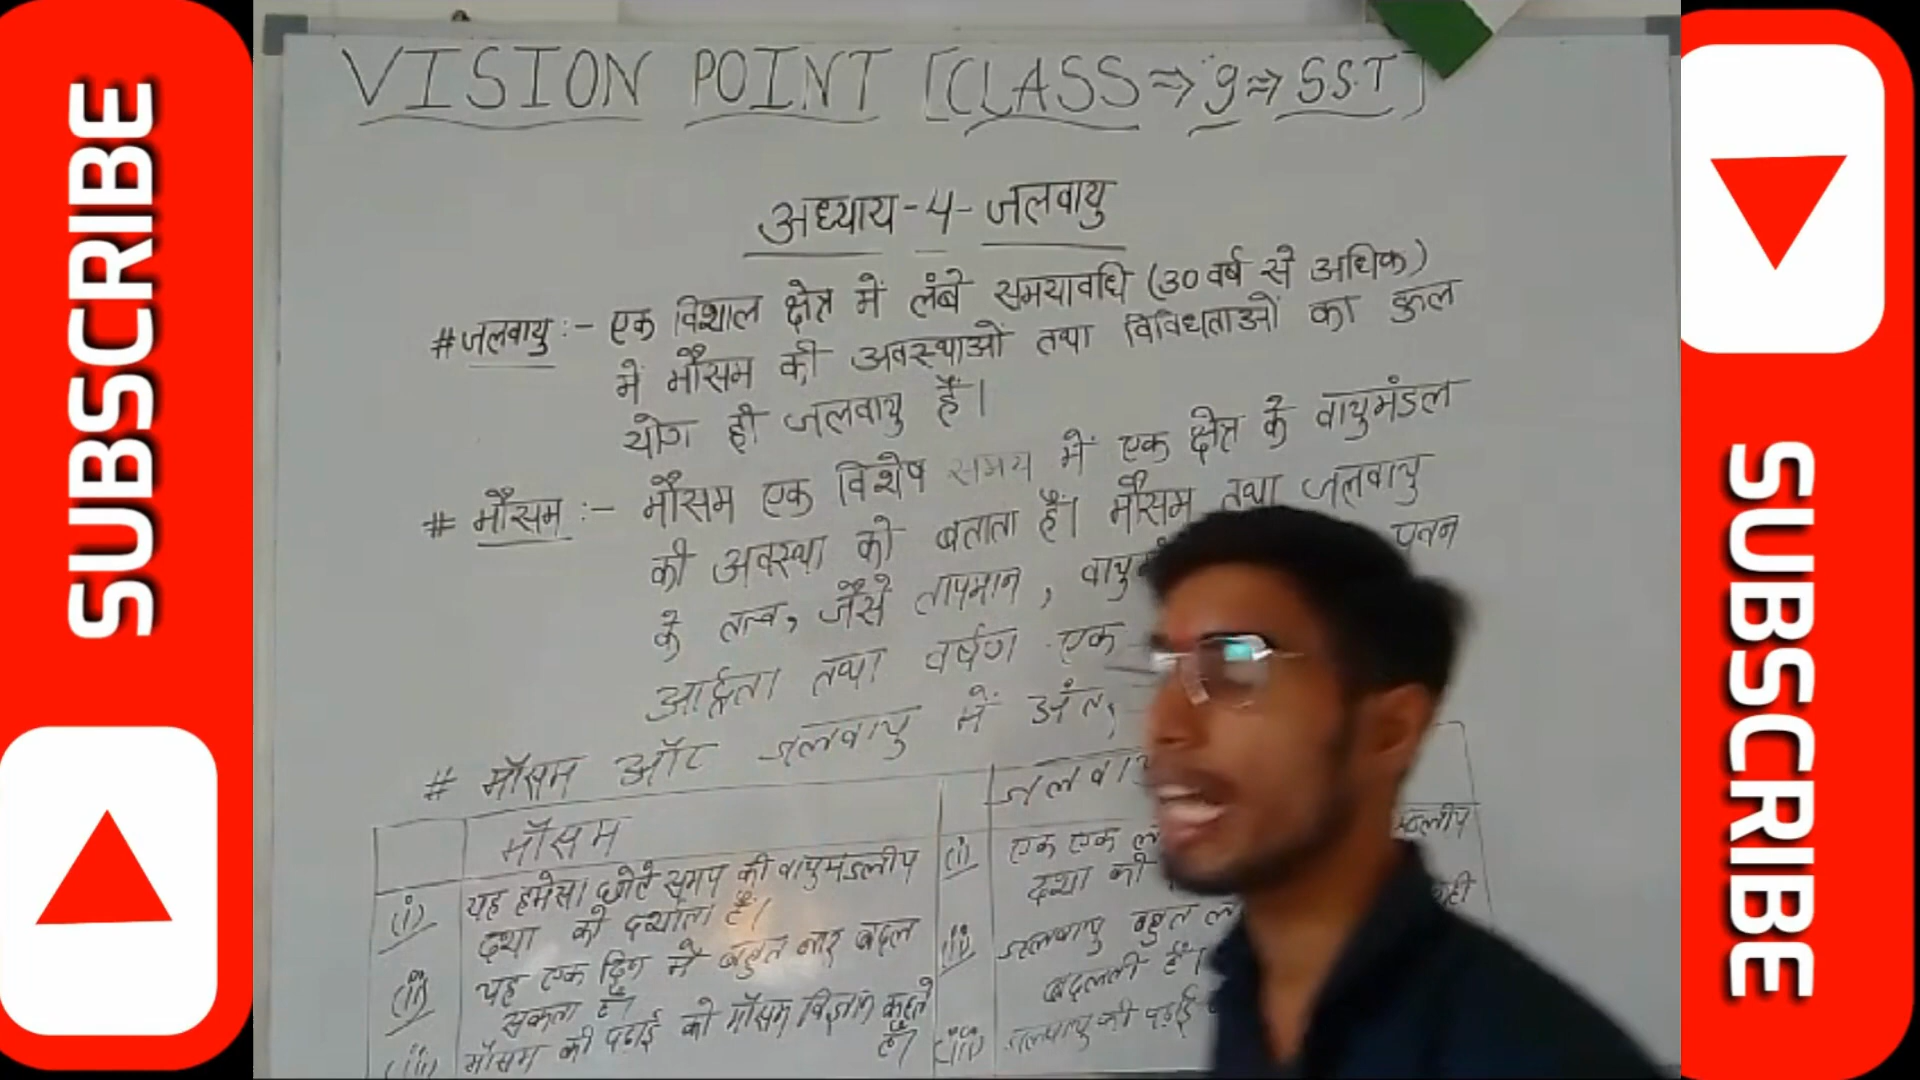 SUBSCRIBE
VISION POINT [CLASS⇒9⇒S.S.T]
अध्याय-4-जलवायु
#जलवायु:- एक विशाल क्षेत्र में लंबे समयावधि (30 वर्ष से अधिक)
में मौसम की अवस्थाओं तथा विविधताओं का कुल
योग ही जलवायु है।
# मौसम:- मौसम एक विशेष समय में एक क्षेत्र के वायुमंडल
की अवस्था को बताता है। मौसम तथा जलवायु
के तत्व, जैसे तापमान, पवन
आर्द्रता तथा वर्षण एक
# मौसम और जलवायु में
मौसम
(i) यह हमेसा छोटे समय की वायुमंडलीय
दशा को दर्शाता है।
(ii) यह एक दिन में बहुत बार बदल
सकता है।
(iii) मौसम की पढ़ाई को मौसम विज्ञान कहते
है।
(i) एक एक
दशा को
(ii) जलवायु बहुत
बदलती है।
(iii) जलवायु की पढ़ाई
SUBSCRIBE